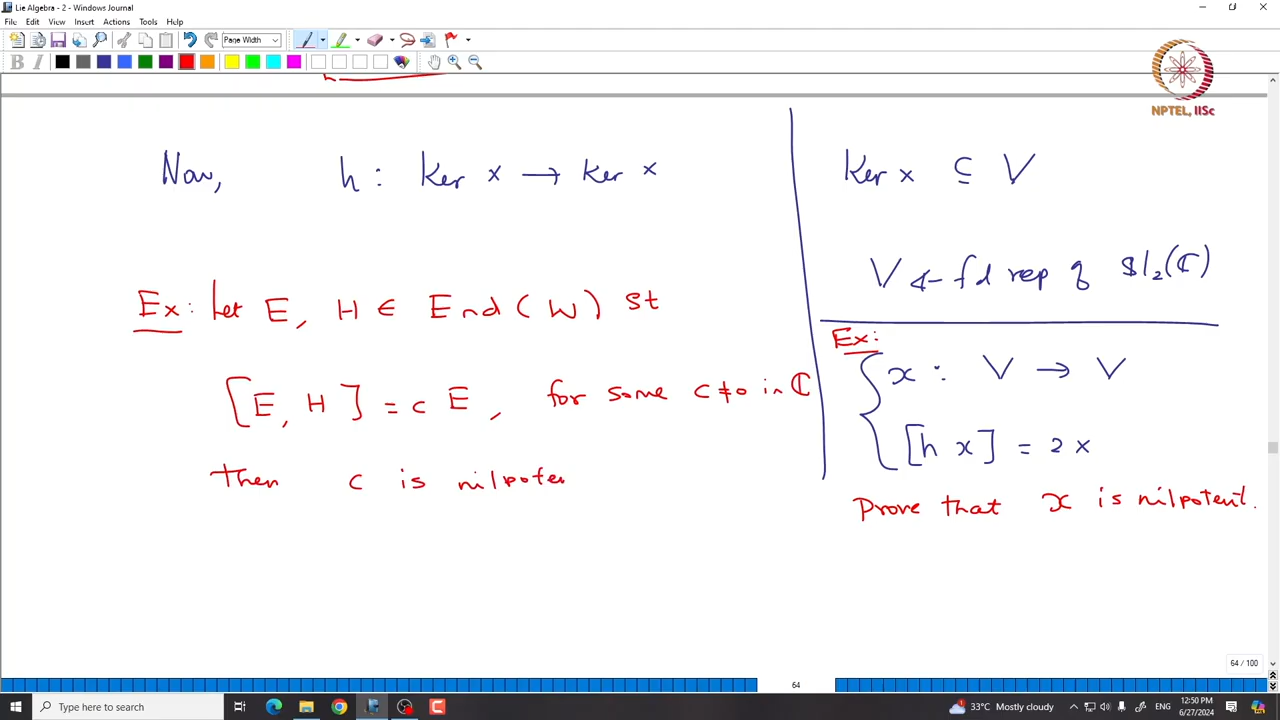 Lie Algebra - 2 - Windows Journal
File Edit View Insert Actions Tools Help
Page Width
B I
NPTEL, IISc
Now, h : Ker x → Ker x
Ex: Let E, H ∈ End ( W ) st
[E, H] = c E, for some c ≠ 0 in ℂ
Then c is nilpoten
Ker x ⊆ V
V ← fd rep of sl₂(ℂ)
Ex:
x : V → V
[h x] = 2 x
Prove that x is nilpotent.
64 / 100
64
Type here to search
33°C Mostly cloudy
ENG
12:50 PM
6/27/2024